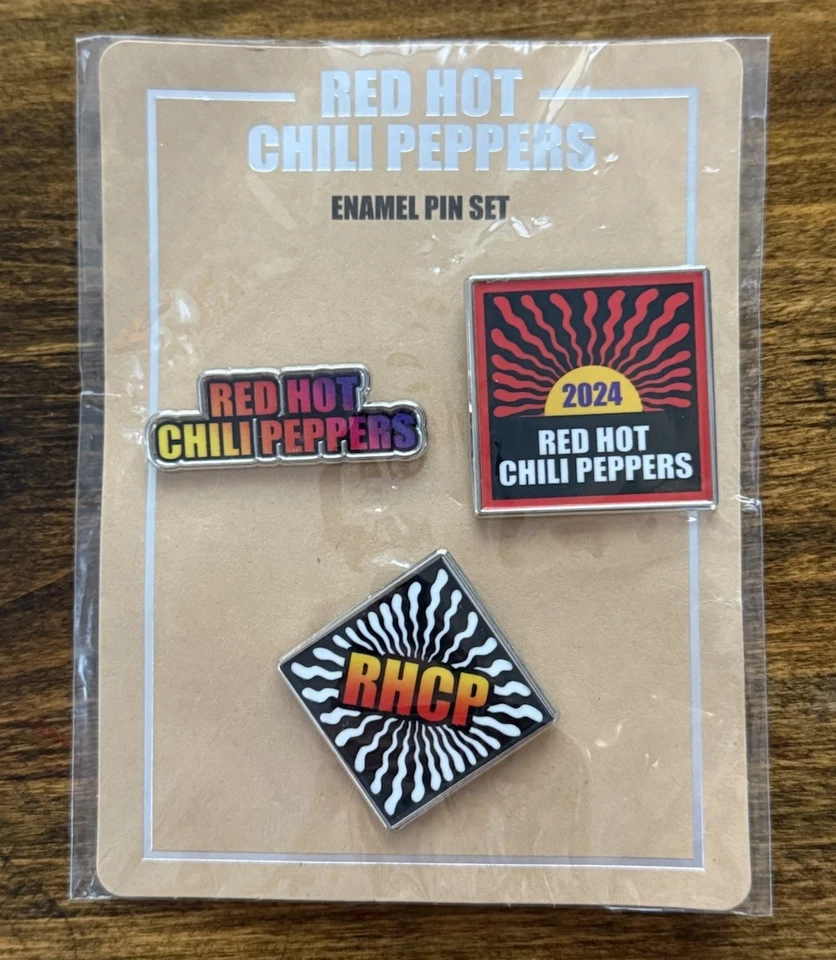 RED HOT
CHILI PEPPERS
ENAMEL PIN SET
RED HOT
CHILI PEPPERS
2024
RED HOT
CHILI PEPPERS
RHCP